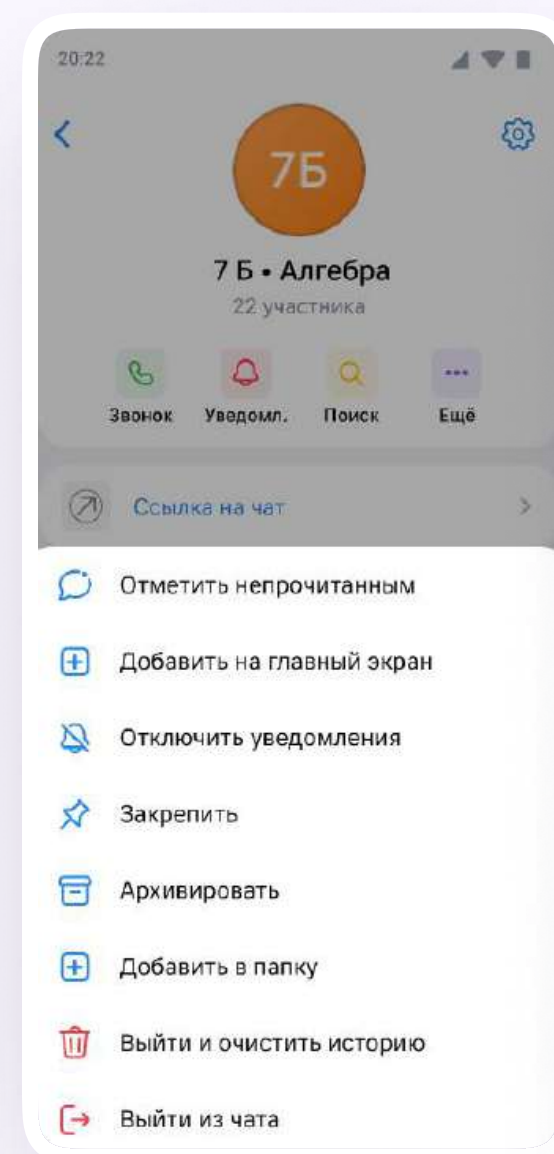 20:22
7Б
7 Б • Алгебра
22 участника
Звонок Уведомл. Поиск Ещё
Ссылка на чат
Отметить непрочитанным
Добавить на главный экран
Отключить уведомления
Закрепить
Архивировать
Добавить в папку
Выйти и очистить историю
Выйти из чата